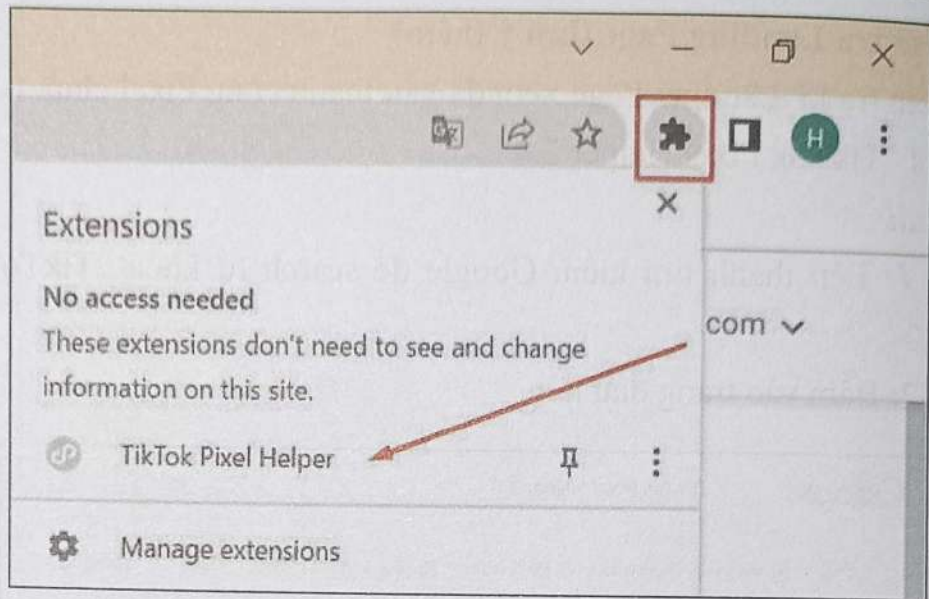 H
Extensions
No access needed
com
These extensions don't need to see and change
information on this site.
TikTok Pixel Helper
Manage extensions